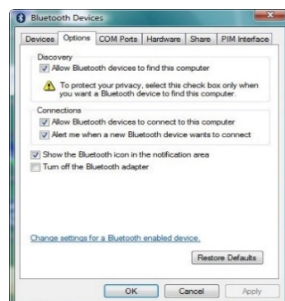 Bluetooth Devices
Devices Options COM Ports Hardware Share PIM Interface
Discovery
Allow Bluetooth devices to find this computer
To protect your privacy, select this check box only when
you want a Bluetooth device to find this computer.
Connections
Allow Bluetooth devices to connect to this computer
Alert me when a new Bluetooth device wants to connect
Show the Bluetooth icon in the notification area
Turn off the Bluetooth adapter
Change settings for a Bluetooth enabled device.
Restore Defaults
OK Cancel Apply